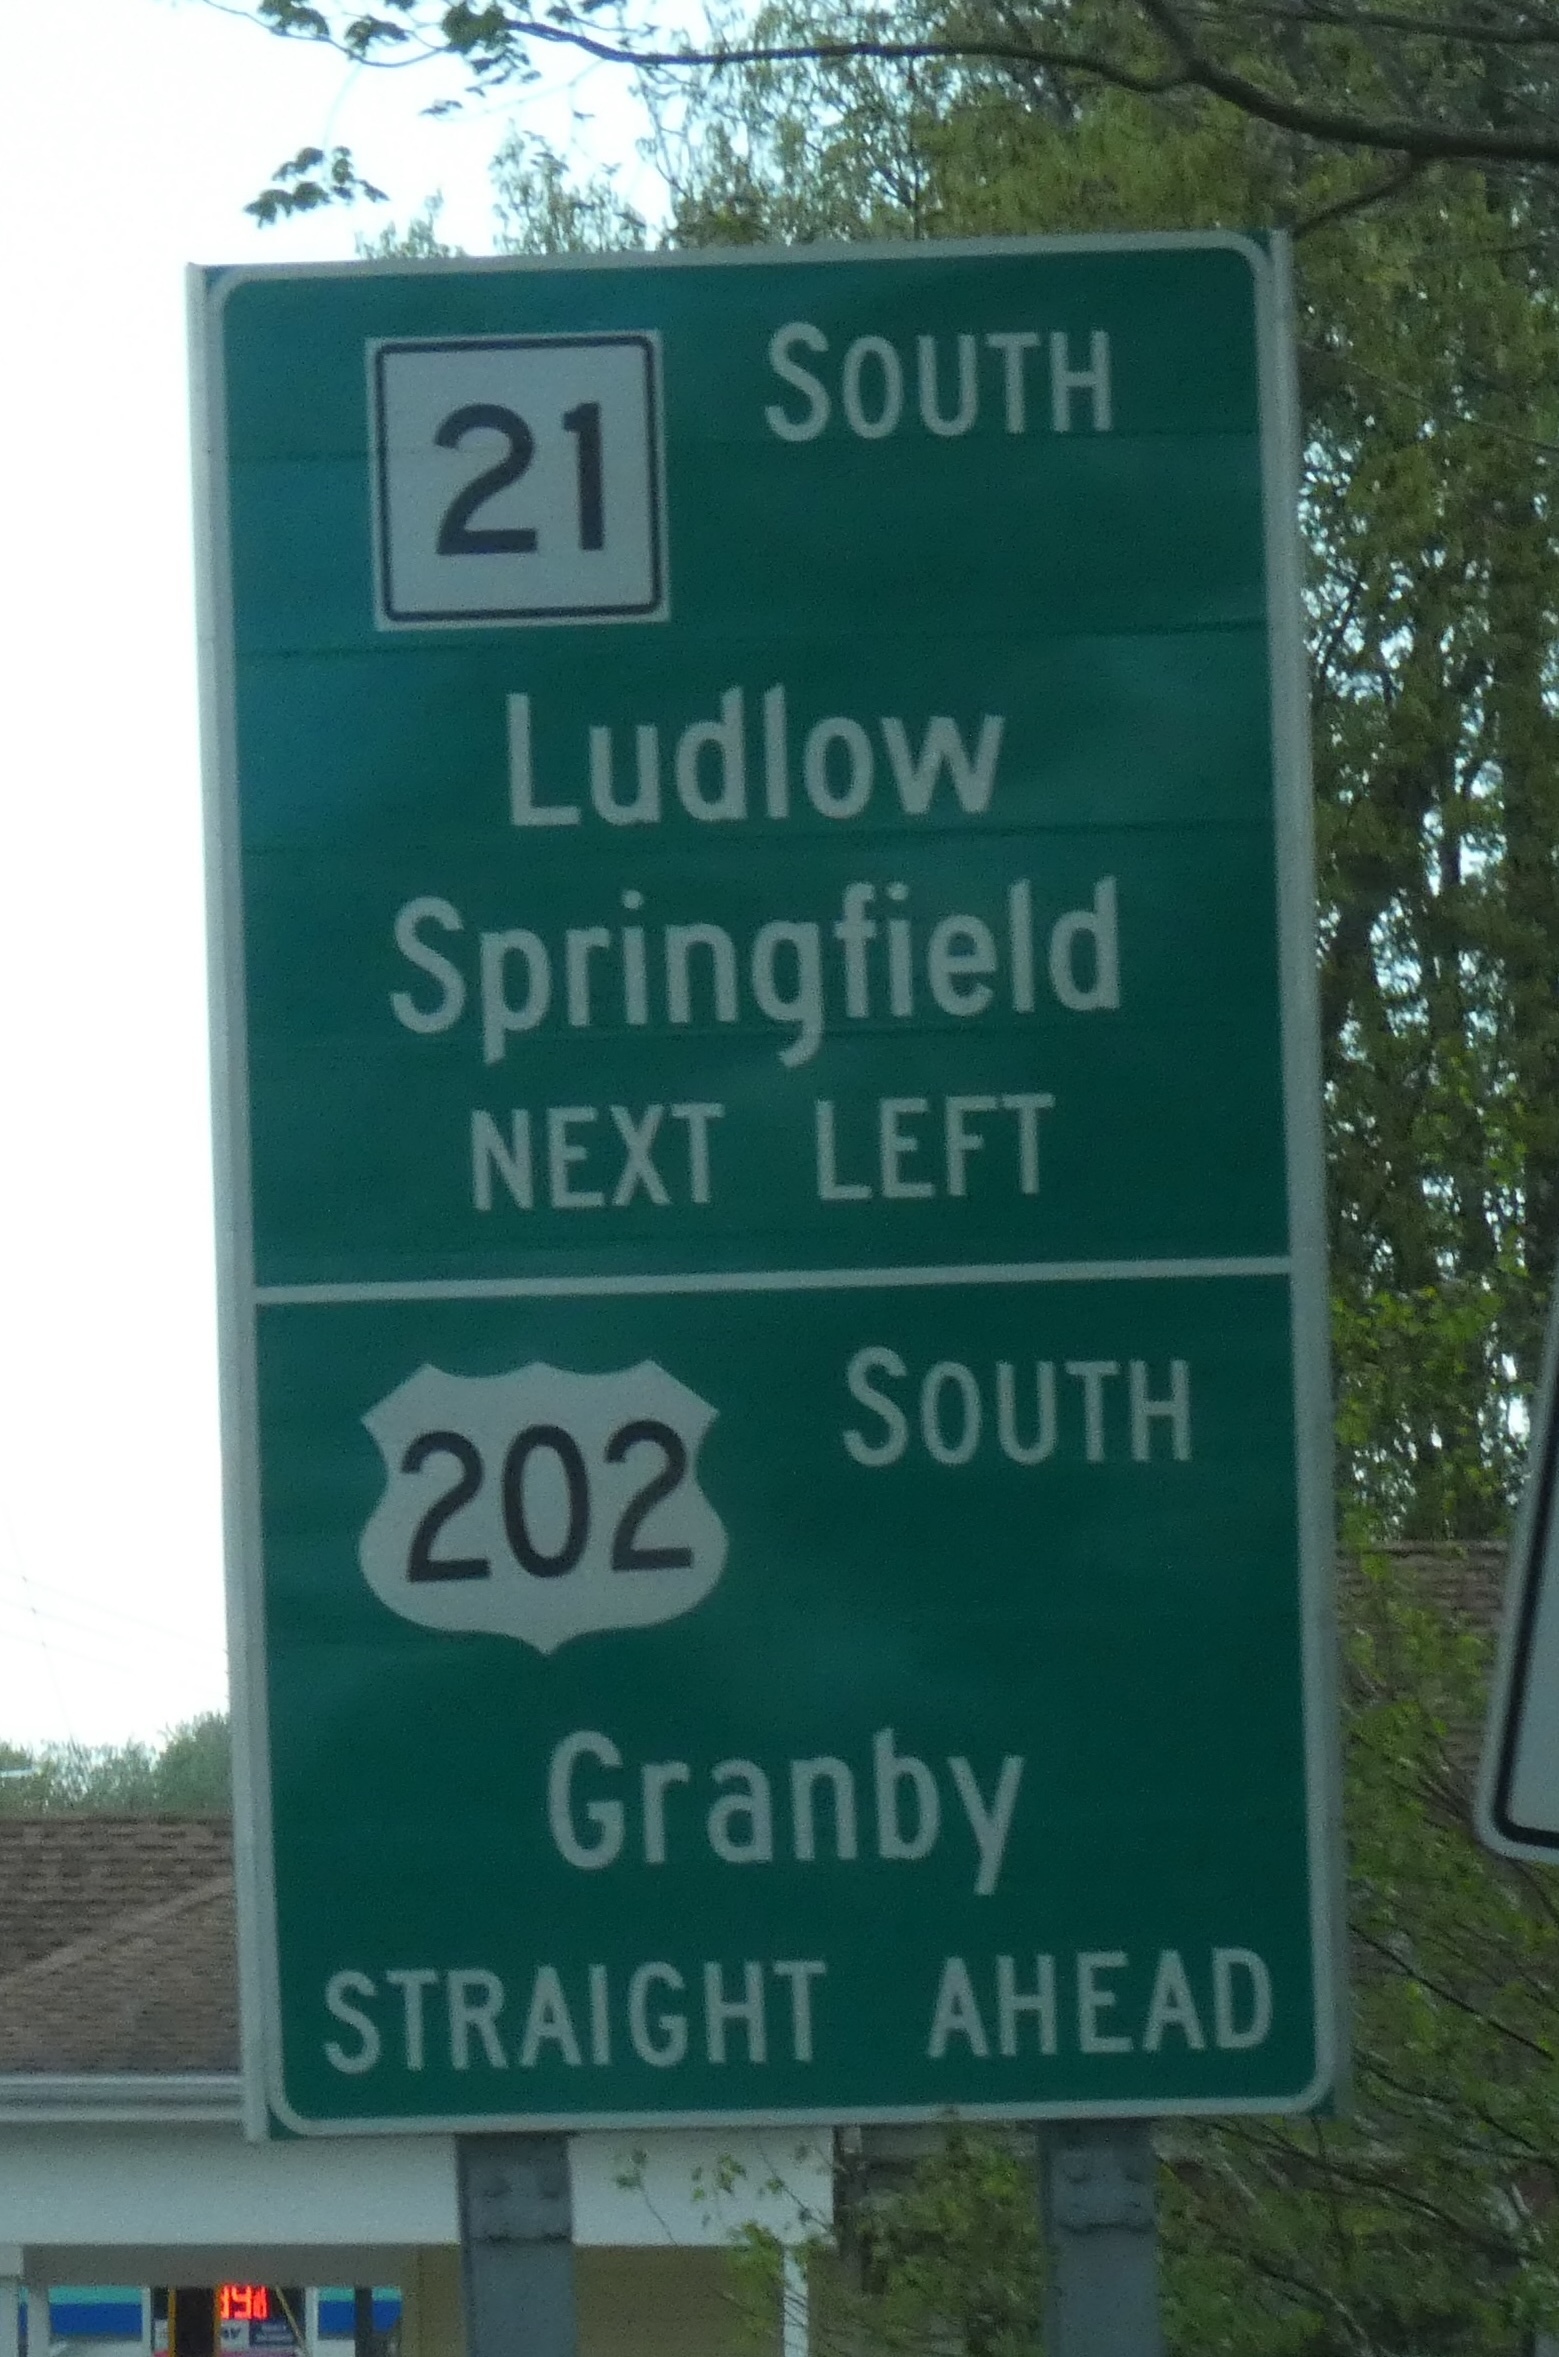 21 SOUTH
Ludlow
Springfield
NEXT LEFT
202 SOUTH
Granby
STRAIGHT AHEAD